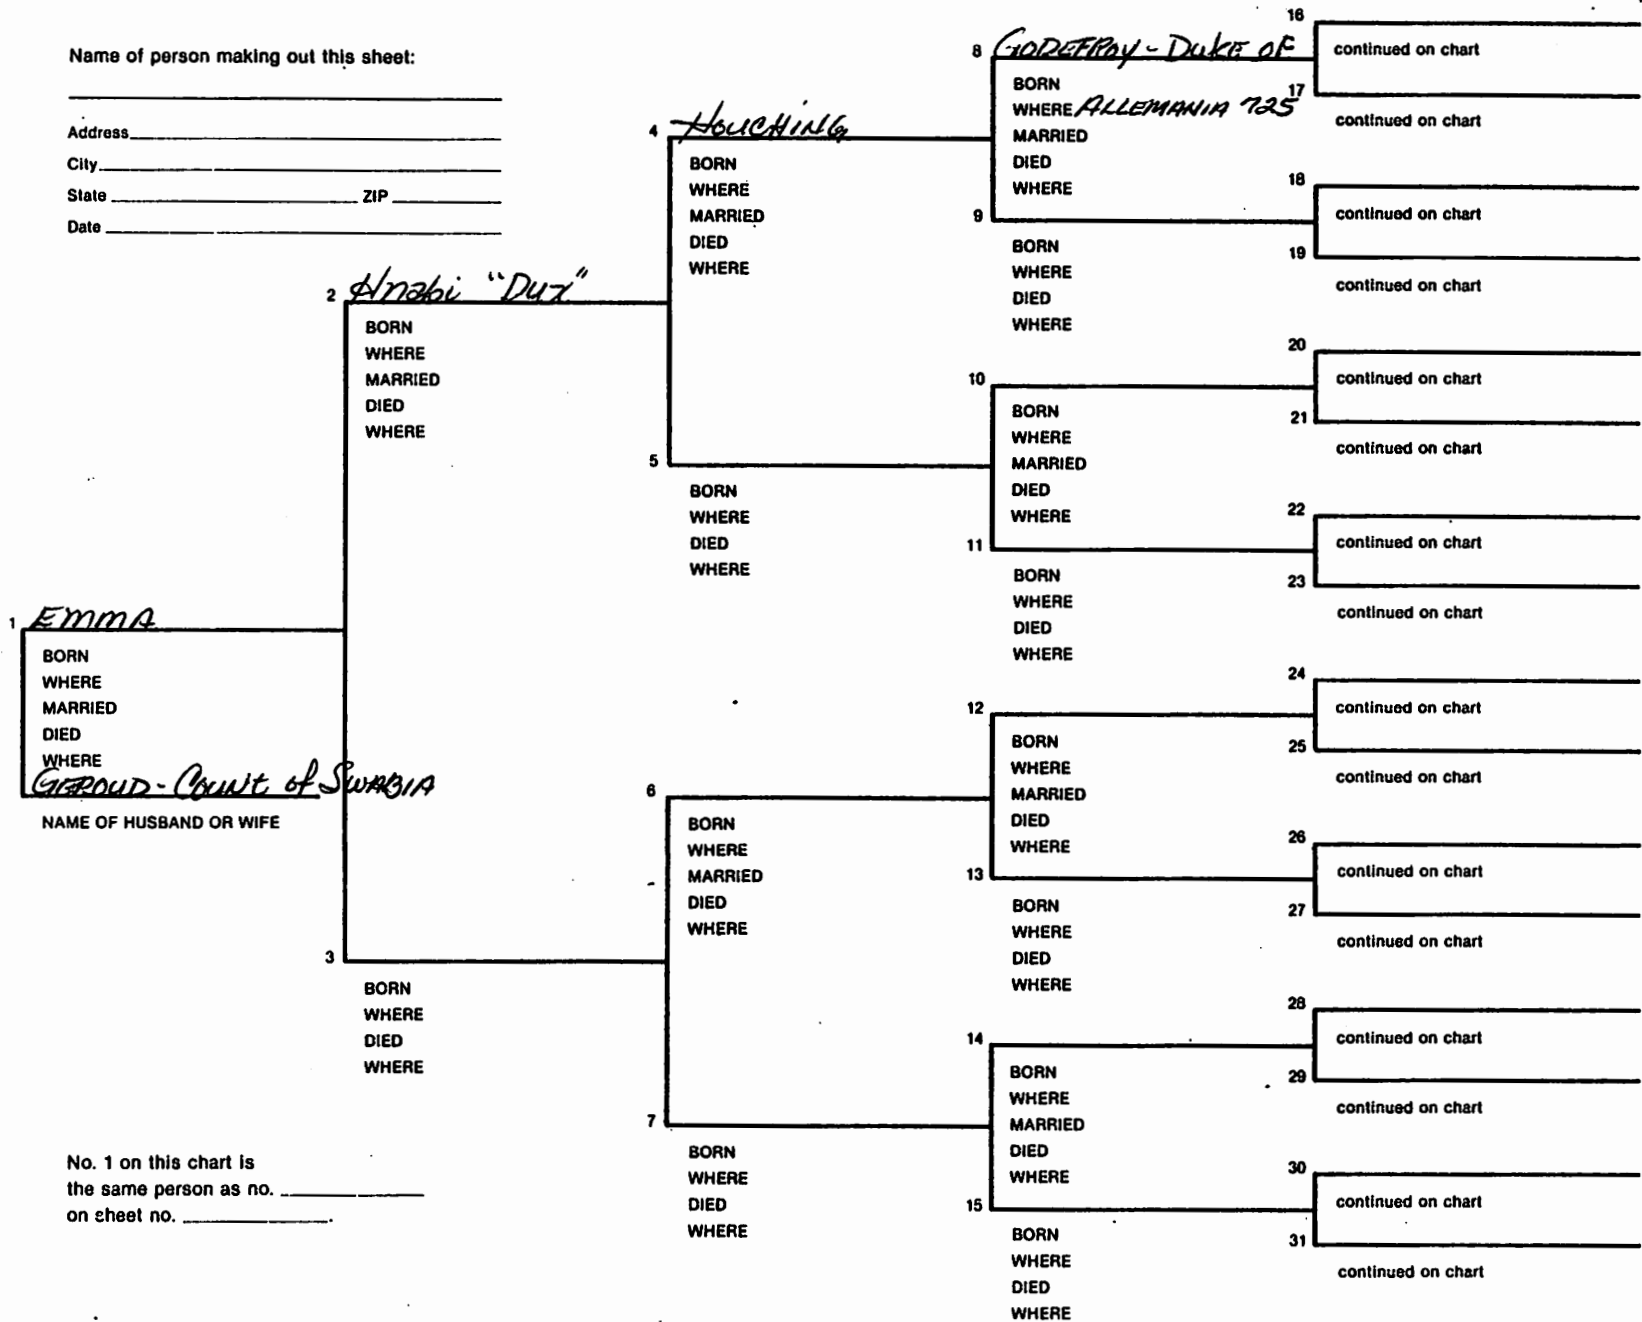 Name of person making out this sheet:
Address
City
State ZIP
Date
No. 1 on this chart is
the same person as no.
on sheet no.
1 EMMA
BORN
WHERE
MARRIED
DIED
WHERE
GEROUD - Count of SWABIA
NAME OF HUSBAND OR WIFE
2 Hnabi "Dux"
BORN
WHERE
MARRIED
DIED
WHERE
3
BORN
WHERE
DIED
WHERE
4 HOUCHING
BORN
WHERE
MARRIED
DIED
WHERE
5
BORN
WHERE
DIED
WHERE
6
BORN
WHERE
MARRIED
DIED
WHERE
7
BORN
WHERE
DIED
WHERE
8 GODEFROY - DUKE OF
BORN
WHERE ALLEMANIA 725
MARRIED
DIED
WHERE
9
BORN
WHERE
DIED
WHERE
10
BORN
WHERE
MARRIED
DIED
WHERE
11
BORN
WHERE
DIED
WHERE
12
BORN
WHERE
MARRIED
DIED
WHERE
13
BORN
WHERE
DIED
WHERE
14
BORN
WHERE
MARRIED
DIED
WHERE
15
BORN
WHERE
DIED
WHERE
16
continued on chart
17
continued on chart
18
continued on chart
19
continued on chart
20
continued on chart
21
continued on chart
22
continued on chart
23
continued on chart
24
continued on chart
25
continued on chart
26
continued on chart
27
continued on chart
28
continued on chart
29
continued on chart
30
continued on chart
31
continued on chart